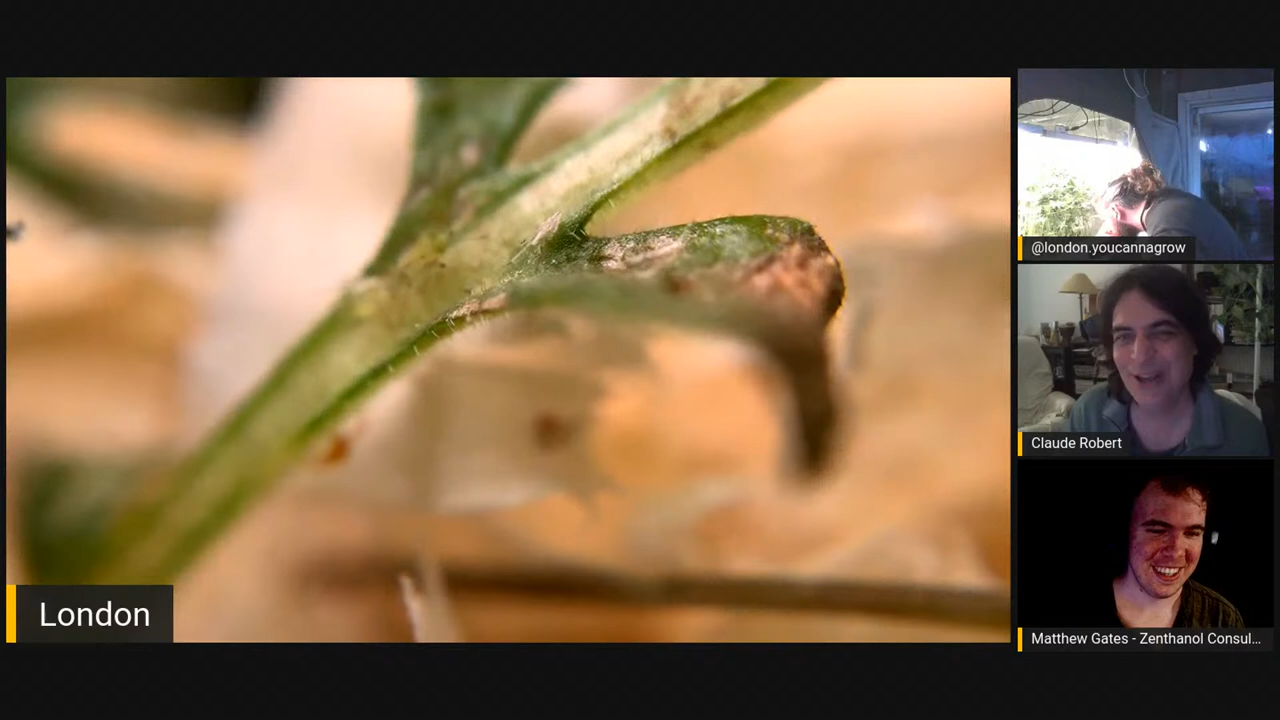 London
@london.youcannagrow
Claude Robert
Matthew Gates - Zenthanol Consul...